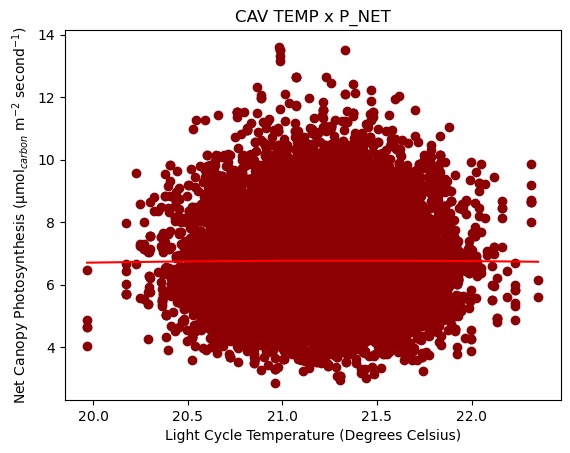 CAV TEMP x P_NET
Net Canopy Photosynthesis (μmol_carbon m⁻² second⁻¹)
14
12
10
8
6
4
20.0 20.5 21.0 21.5 22.0
Light Cycle Temperature (Degrees Celsius)